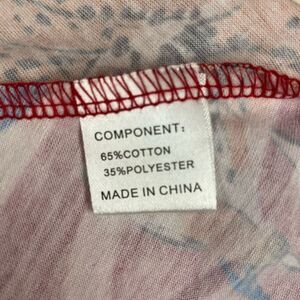 COMPONENT:
65%COTTON
35%POLYESTER
MADE IN CHINA